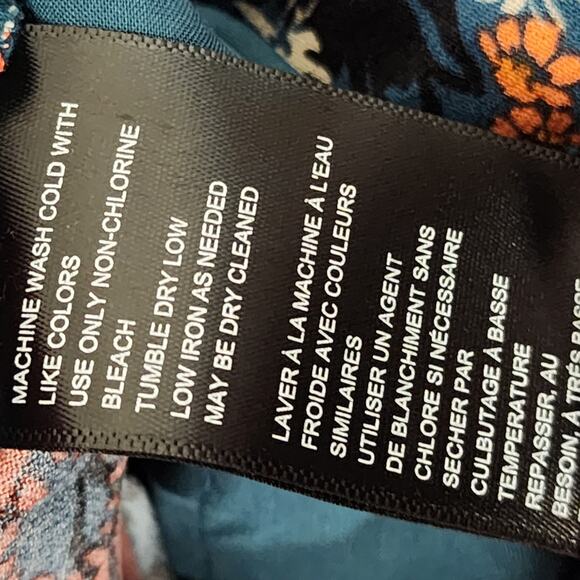 MACHINE WASH COLD WITH
LIKE COLORS
USE ONLY NON-CHLORINE
BLEACH
TUMBLE DRY LOW
LOW IRON AS NEEDED
MAY BE DRY CLEANED
LAVER À LA MACHINE À L'EAU
FROIDE AVEC COULEURS
SIMILAIRES
UTILISER UN AGENT
DE BLANCHIMENT SANS
CHLORE SI NÉCESSAIRE
SECHER PAR
CULBUTAGE À BASSE
TEMPERATURE
REPASSER, AU
BESOIN À TRÉS